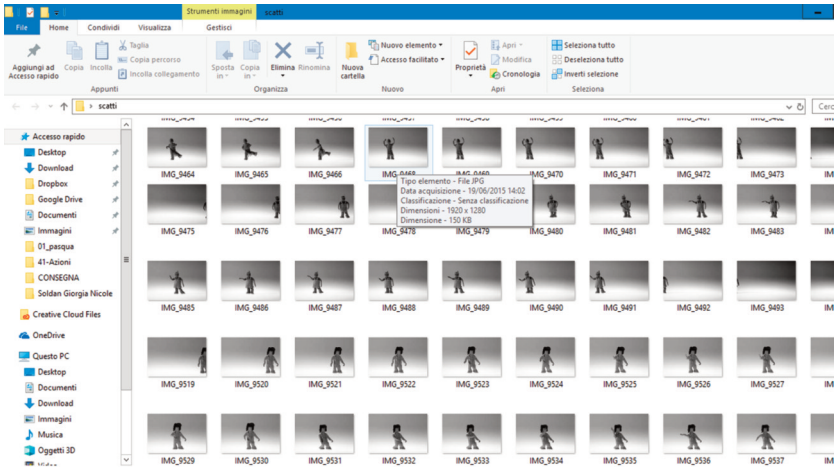 Strumenti immagini
scatti
File
Home
Condividi
Visualizza
Gestisci
Aggiungi ad
Accesso rapido
Copia
Incolla
Taglia
Copia percorso
Incolla collegamento
Appunti
Sposta
in
Copia
in
Elimina
Rinomina
Organizza
Nuova
cartella
Nuovo elemento
Accesso facilitato
Nuovo
Proprietà
Apri
Modifica
Cronologia
Apri
Seleziona tutto
Deseleziona tutto
Inverti selezione
Seleziona
scatti
Cerc
Accesso rapido
Desktop
Download
Dropbox
Google Drive
Documenti
Immagini
01_pasqua
41-Azioni
CONSEGNA
Soldan Giorgia Nicole
Creative Cloud Files
OneDrive
Questo PC
Desktop
Documenti
Download
Immagini
Musica
Oggetti 3D
IMG_9464
IMG_9465
IMG_9466
IMG_9468
IMG_9469
IMG_9470
IMG_9471
IMG_9472
IMG_9473
IM
Tipo elemento - File JPG
Data acquisizione - 19/06/2015 14:02
Classificazione - Senza classificazione
Dimensioni - 1920 x 1280
Dimensione - 150 KB
IMG_9475
IMG_9476
IMG_9477
IMG_9478
IMG_9479
IMG_9480
IMG_9481
IMG_9482
IMG_9483
IM
IMG_9485
IMG_9486
IMG_9487
IMG_9488
IMG_9489
IMG_9490
IMG_9491
IMG_9492
IMG_9493
IM
IMG_9519
IMG_9520
IMG_9521
IMG_9522
IMG_9523
IMG_9524
IMG_9525
IMG_9526
IMG_9527
IM
IMG_9529
IMG_9530
IMG_9531
IMG_9532
IMG_9533
IMG_9534
IMG_9535
IMG_9536
IMG_9537
IM